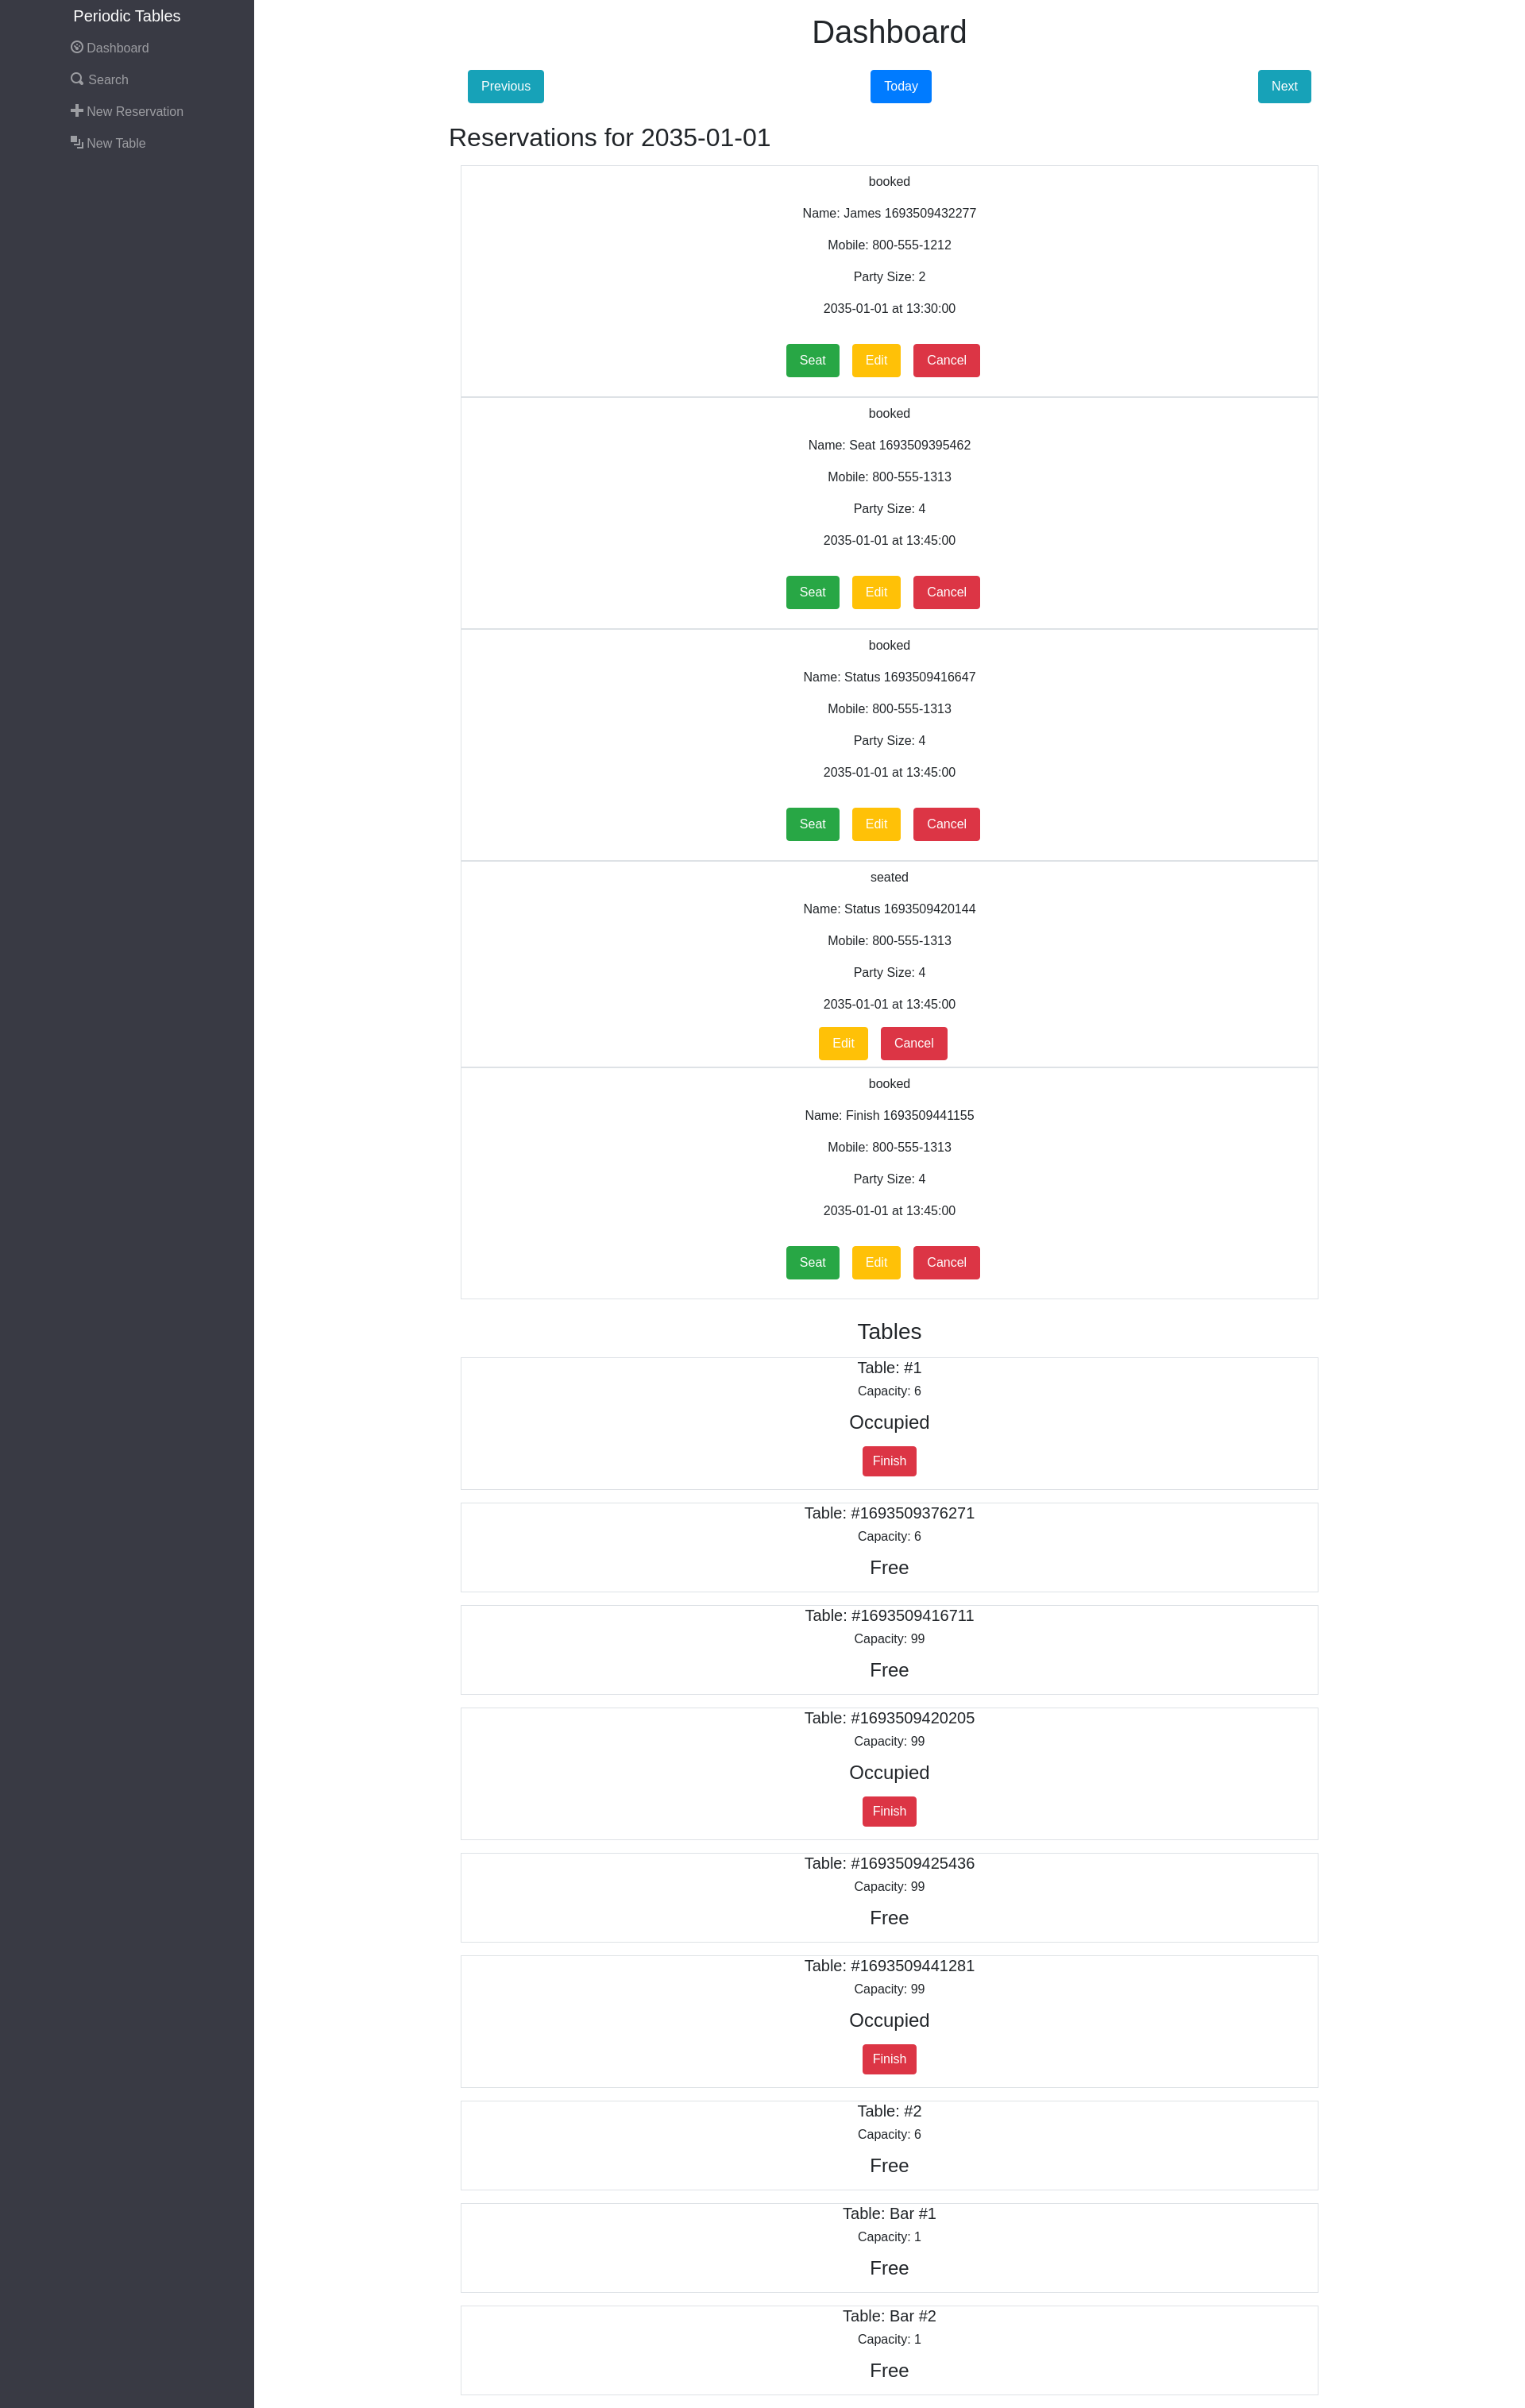 Periodic Tables
Dashboard
Search
New Reservation
New Table
Dashboard
Previous Today Next
Reservations for 2035-01-01
booked
Name: James 1693509432277
Mobile: 800-555-1212
Party Size: 2
2035-01-01 at 13:30:00
Seat Edit Cancel
booked
Name: Seat 1693509395462
Mobile: 800-555-1313
Party Size: 4
2035-01-01 at 13:45:00
Seat Edit Cancel
booked
Name: Status 1693509416647
Mobile: 800-555-1313
Party Size: 4
2035-01-01 at 13:45:00
Seat Edit Cancel
seated
Name: Status 1693509420144
Mobile: 800-555-1313
Party Size: 4
2035-01-01 at 13:45:00
Edit Cancel
booked
Name: Finish 1693509441155
Mobile: 800-555-1313
Party Size: 4
2035-01-01 at 13:45:00
Seat Edit Cancel
Tables
Table: #1
Capacity: 6
Occupied
Finish
Table: #1693509376271
Capacity: 6
Free
Table: #1693509416711
Capacity: 99
Free
Table: #1693509420205
Capacity: 99
Occupied
Finish
Table: #1693509425436
Capacity: 99
Free
Table: #1693509441281
Capacity: 99
Occupied
Finish
Table: #2
Capacity: 6
Free
Table: Bar #1
Capacity: 1
Free
Table: Bar #2
Capacity: 1
Free